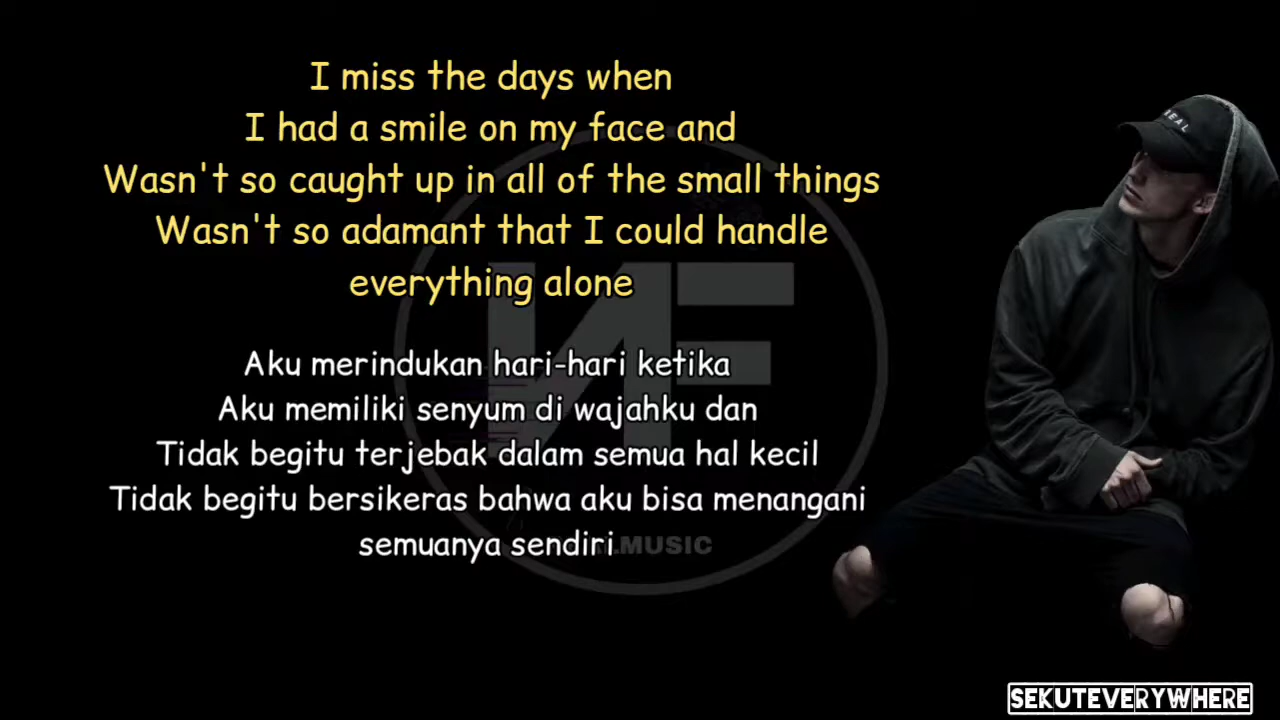 I miss the days when
I had a smile on my face and
Wasn't so caught up in all of the small things
Wasn't so adamant that I could handle
everything alone
Aku merindukan hari-hari ketika
Aku memiliki senyum di wajahku dan
Tidak begitu terjebak dalam semua hal kecil
Tidak begitu bersikeras bahwa aku bisa menangani
semuanya sendiri
NF
MUSIC
REAL
SEKUTEVERYWHERE